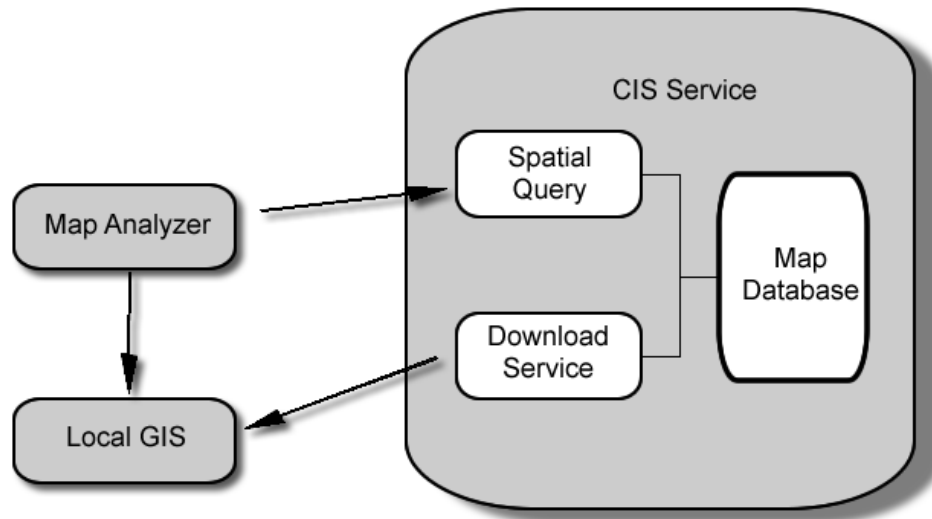 CIS Service
Spatial
Query
Map Analyzer
Map
Database
Download
Service
Local GIS